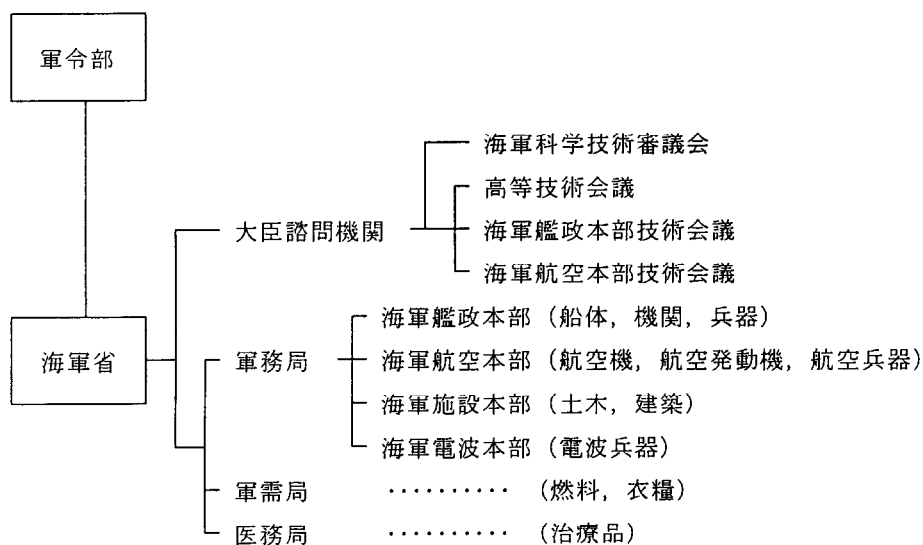 軍令部
海軍科学技術審議会
高等技術会議
大臣諮問機関
海軍艦政本部技術会議
海軍航空本部技術会議
海軍艦政本部 (船体, 機関, 兵器)
海軍省
軍務局
海軍航空本部 (航空機, 航空発動機, 航空兵器)
海軍施設本部 (土木, 建築)
海軍電波本部 (電波兵器)
軍需局 ·········· (燃料, 衣糧)
医務局 ·········· (治療品)